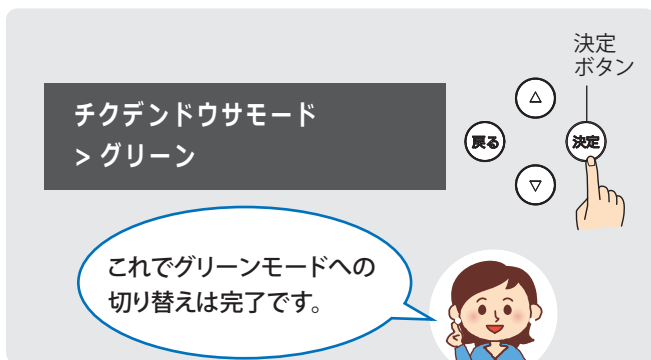 決定
ボタン
チクデンドウサモード
> グリーン
△
戻る
決定
▽
これでグリーンモードへの
切り替えは完了です。